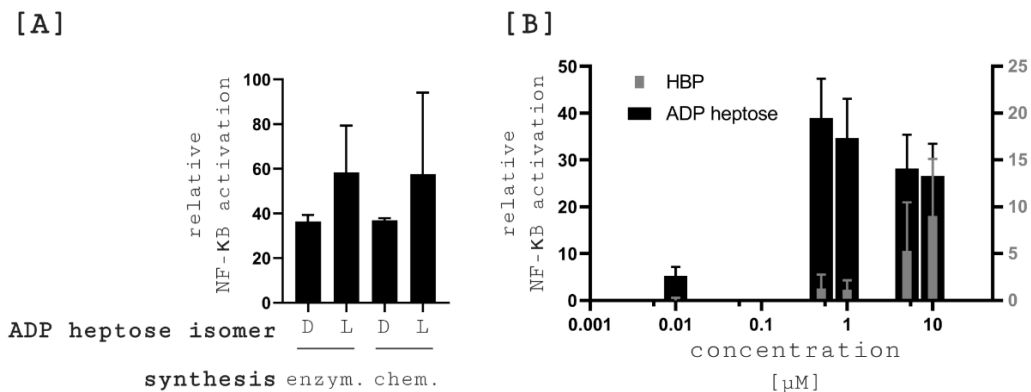 [A]
relative
NF-KB activation
100
80
60
40
20
0
ADP heptose isomer D L D L
synthesis enzym. chem.
[B]
relative
NF-KB activation
50
40
30
20
10
0
HBP
ADP heptose
25
20
15
10
5
0
0.001 0.01 0.1 1 10
concentration
[µM]